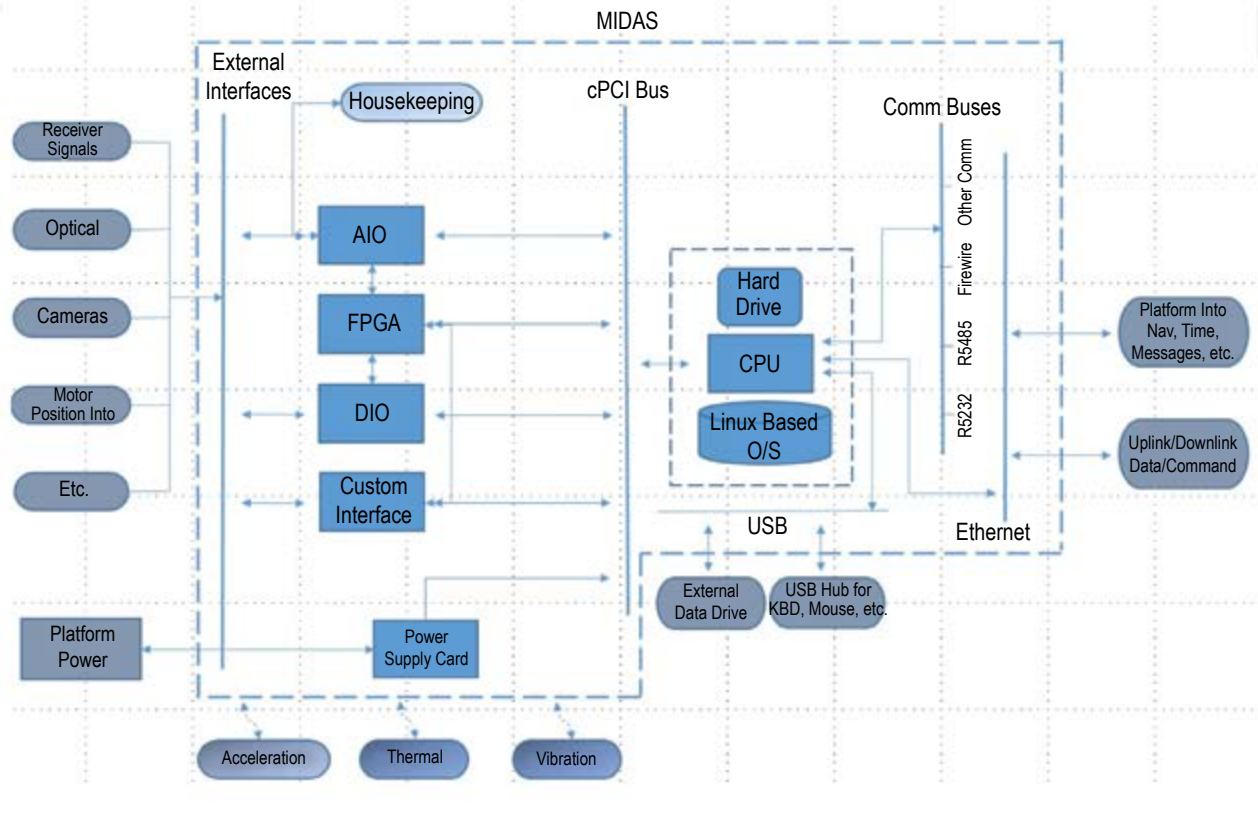 MIDAS
External
Interfaces
Housekeeping
cPCI Bus
Comm Buses
Receiver
Signals
Optical
Cameras
Motor
Position Into
Etc.
AIO
FPGA
DIO
Custom
Interface
Hard
Drive
CPU
Linux Based
O/S
Other Comm
Firewire
R5485
R5232
Platform Into
Nav, Time,
Messages, etc.
Uplink/Downlink
Data/Command
USB
Ethernet
External
Data Drive
USB Hub for
KBD, Mouse, etc.
Platform
Power
Power
Supply Card
Acceleration
Thermal
Vibration